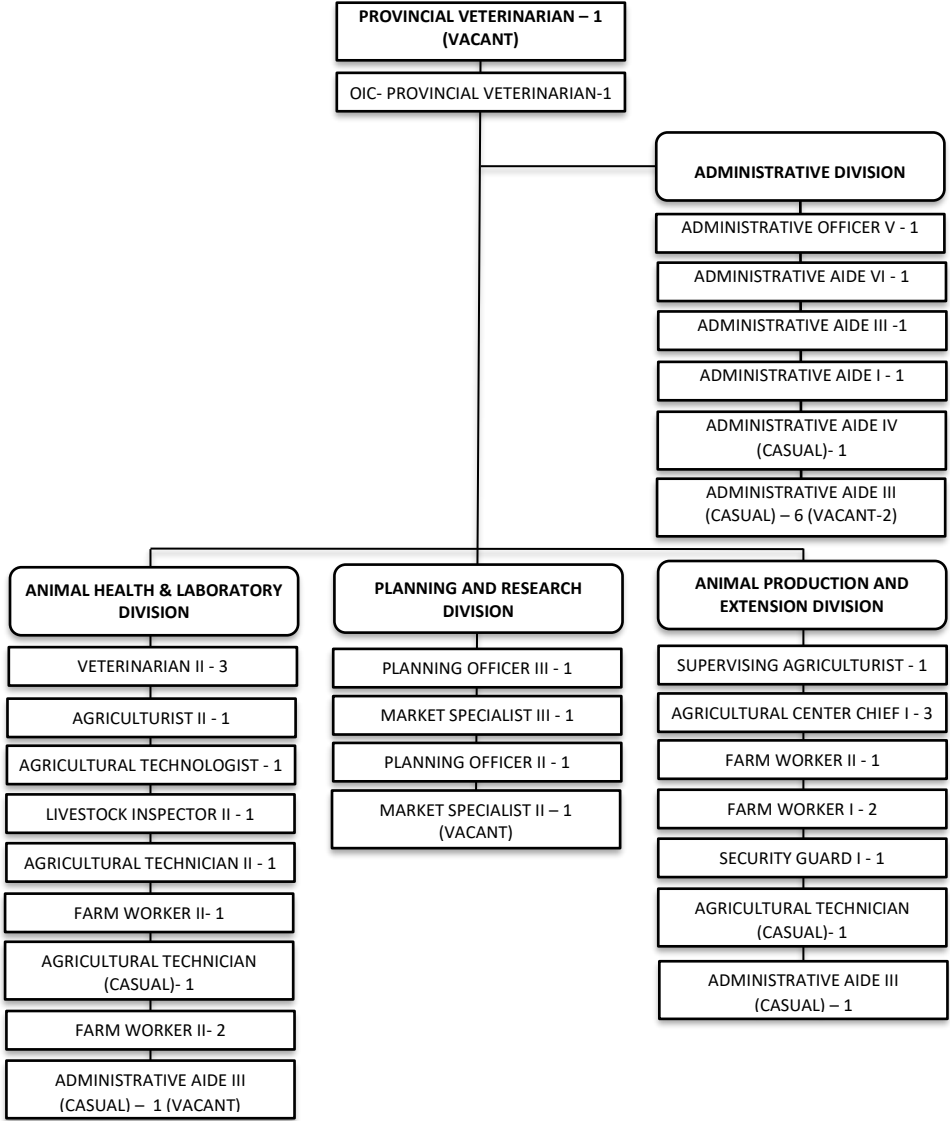 PROVINCIAL VETERINARIAN – 1
(VACANT)
OIC- PROVINCIAL VETERINARIAN-1
ADMINISTRATIVE DIVISION
ADMINISTRATIVE OFFICER V - 1
ADMINISTRATIVE AIDE VI - 1
ADMINISTRATIVE AIDE III -1
ADMINISTRATIVE AIDE I - 1
ADMINISTRATIVE AIDE IV
(CASUAL)- 1
ADMINISTRATIVE AIDE III
(CASUAL) – 6 (VACANT-2)
ANIMAL HEALTH & LABORATORY
DIVISION
VETERINARIAN II - 3
AGRICULTURIST II - 1
AGRICULTURAL TECHNOLOGIST - 1
LIVESTOCK INSPECTOR II - 1
AGRICULTURAL TECHNICIAN II - 1
FARM WORKER II- 1
AGRICULTURAL TECHNICIAN
(CASUAL)- 1
FARM WORKER II- 2
ADMINISTRATIVE AIDE III
(CASUAL) – 1 (VACANT)
PLANNING AND RESEARCH
DIVISION
PLANNING OFFICER III - 1
MARKET SPECIALIST III - 1
PLANNING OFFICER II - 1
MARKET SPECIALIST II – 1
(VACANT)
ANIMAL PRODUCTION AND
EXTENSION DIVISION
SUPERVISING AGRICULTURIST - 1
AGRICULTURAL CENTER CHIEF I - 3
FARM WORKER II - 1
FARM WORKER I - 2
SECURITY GUARD I - 1
AGRICULTURAL TECHNICIAN
(CASUAL)- 1
ADMINISTRATIVE AIDE III
(CASUAL) – 1